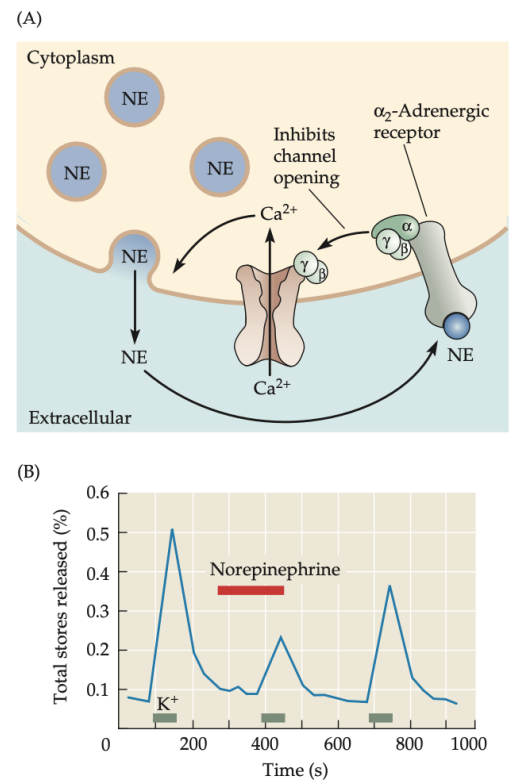 (A)
Cytoplasm
NE
NE
NE
NE
α₂-Adrenergic
receptor
Inhibits
channel
opening
Ca²⁺
α
γ
β
γ
β
NE
NE
Ca²⁺
Extracellular
(B)
Total stores released (%)
0.6
0.5
0.4
0.3
0.2
0.1
Norepinephrine
K⁺
0
200
400
600
800
1000
Time (s)